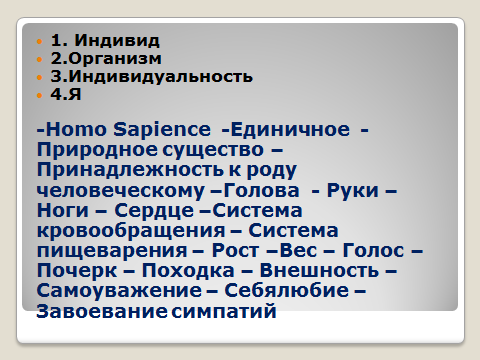 1. Индивид
2.Организм
3.Индивидуальность
4.Я
-Homo Sapience -Единичное -
Природное существо –
Принадлежность к роду
человеческому –Голова - Руки –
Ноги – Сердце –Система
кровообращения – Система
пищеварения – Рост –Вес – Голос –
Почерк – Походка – Внешность –
Самоуважение – Себялюбие –
Завоевание симпатий